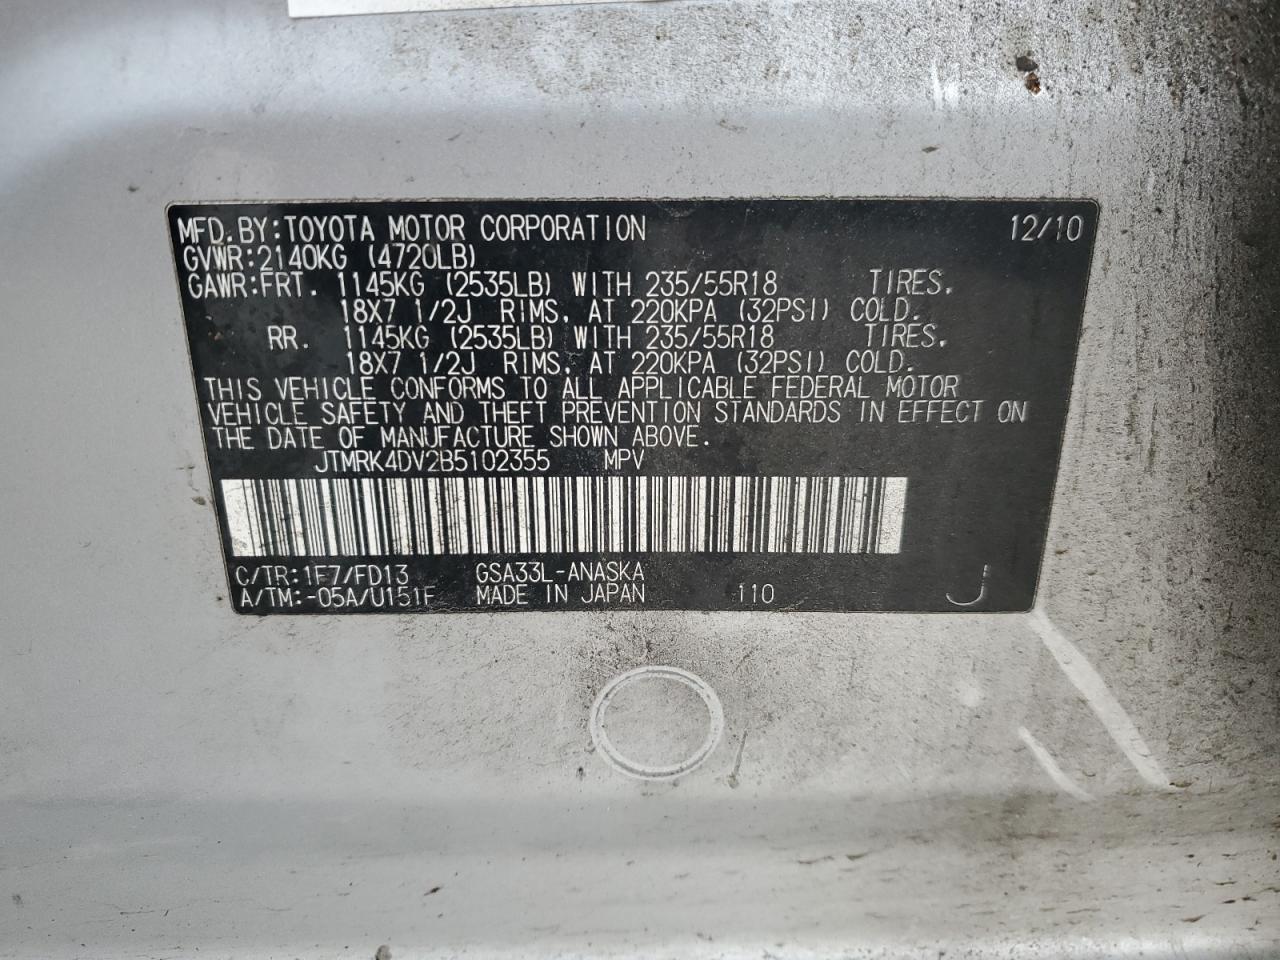 MFD. BY: TOYOTA MOTOR CORPORATION 12/10
GVWR: 2140KG (4720LB)
GAWR: FRT. 1145KG (2535LB) WITH 235/55R18 TIRES,
18X7 1/2J RIMS, AT 220KPA (32PSI) COLD.
RR. 1145KG (2535LB) WITH 235/55R18 TIRES,
18X7 1/2J RIMS, AT 220KPA (32PSI) COLD.
THIS VEHICLE CONFORMS TO ALL APPLICABLE FEDERAL MOTOR
VEHICLE SAFETY AND THEFT PREVENTION STANDARDS IN EFFECT ON
THE DATE OF MANUFACTURE SHOWN ABOVE.
JTMRK4DV2B5102355 MPV
C/TR: 1F7/FD13 GSA33L-ANASKA
A/TM: -05A/U151F MADE IN JAPAN 110 J